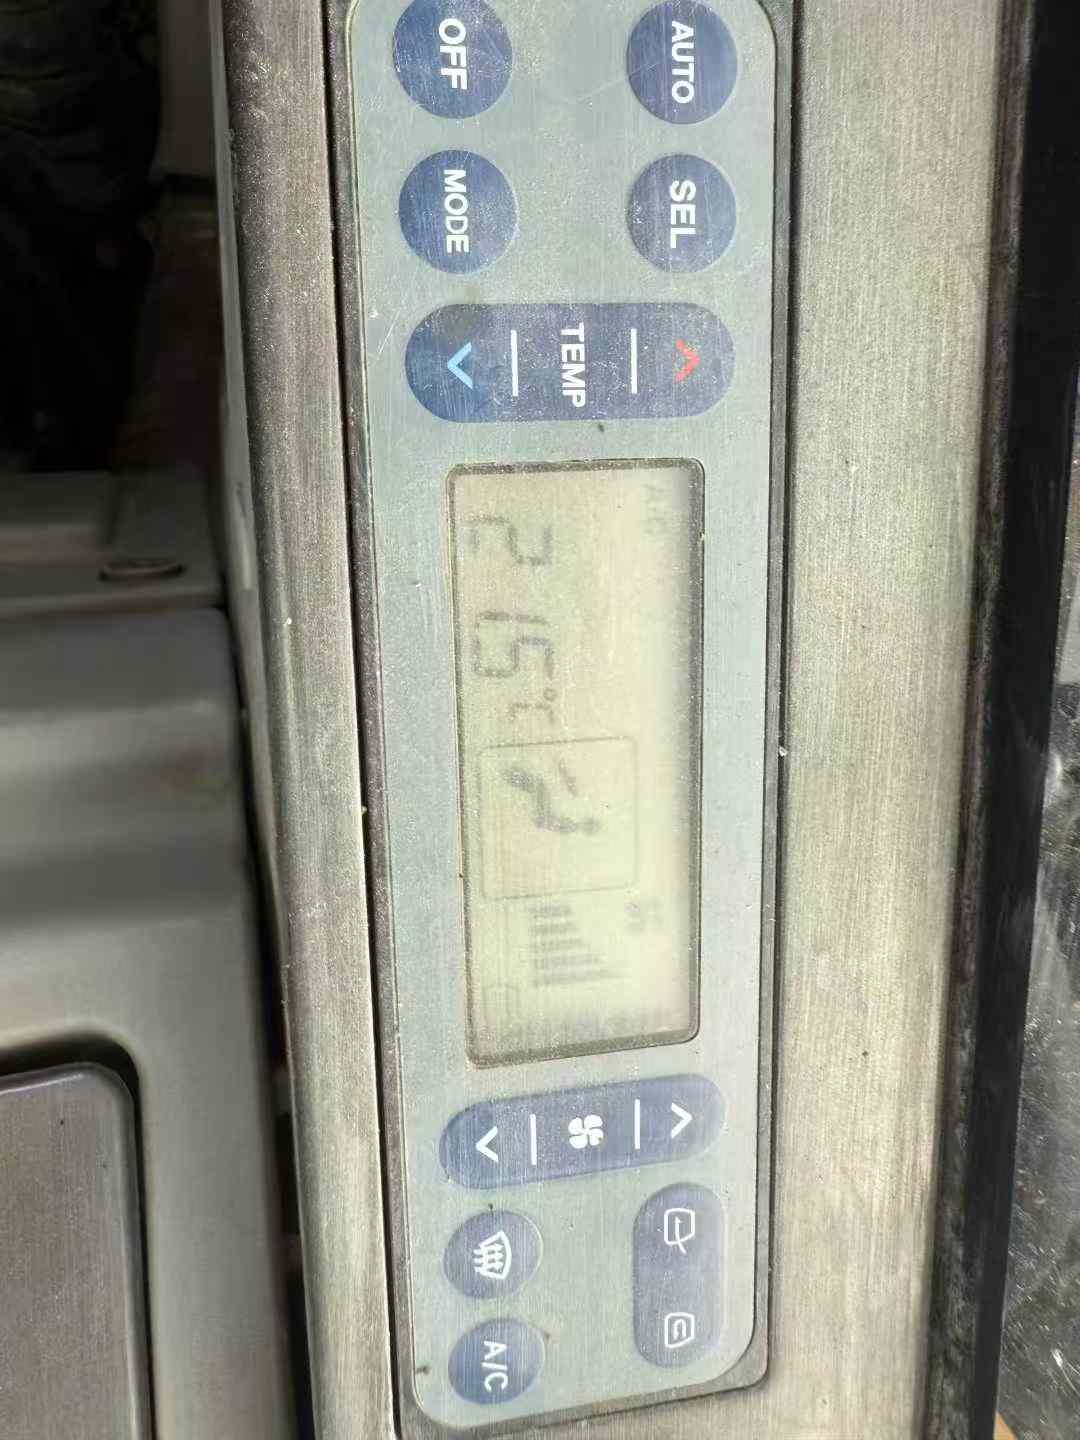 OFF
AUTO
MODE
SEL
TEMP
A/C
21.5°C
A/C